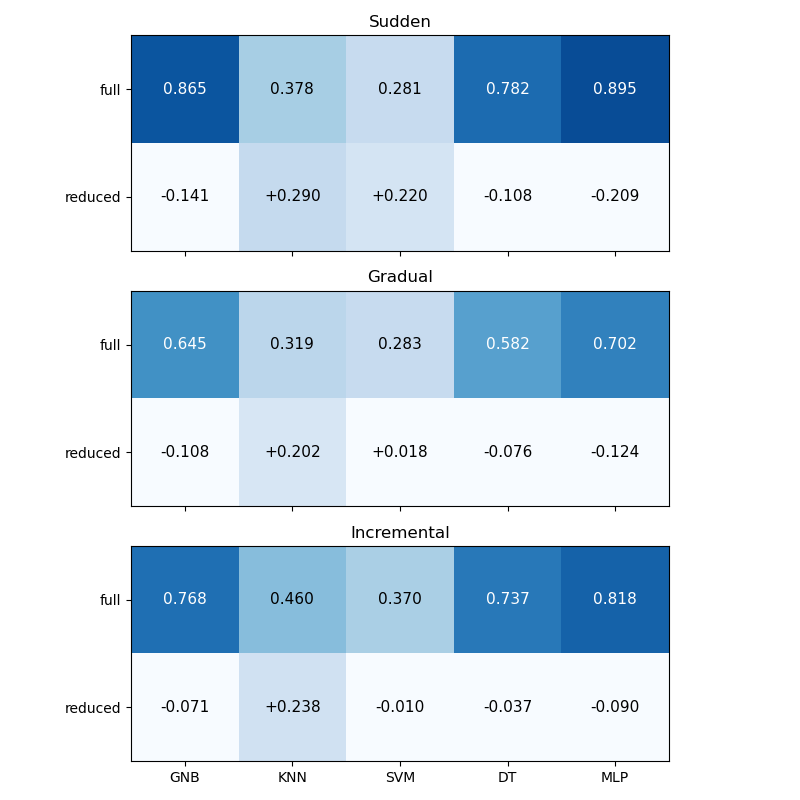 Sudden
full 0.865 0.378 0.281 0.782 0.895
reduced -0.141 +0.290 +0.220 -0.108 -0.209
Gradual
full 0.645 0.319 0.283 0.582 0.702
reduced -0.108 +0.202 +0.018 -0.076 -0.124
Incremental
full 0.768 0.460 0.370 0.737 0.818
reduced -0.071 +0.238 -0.010 -0.037 -0.090
GNB KNN SVM DT MLP